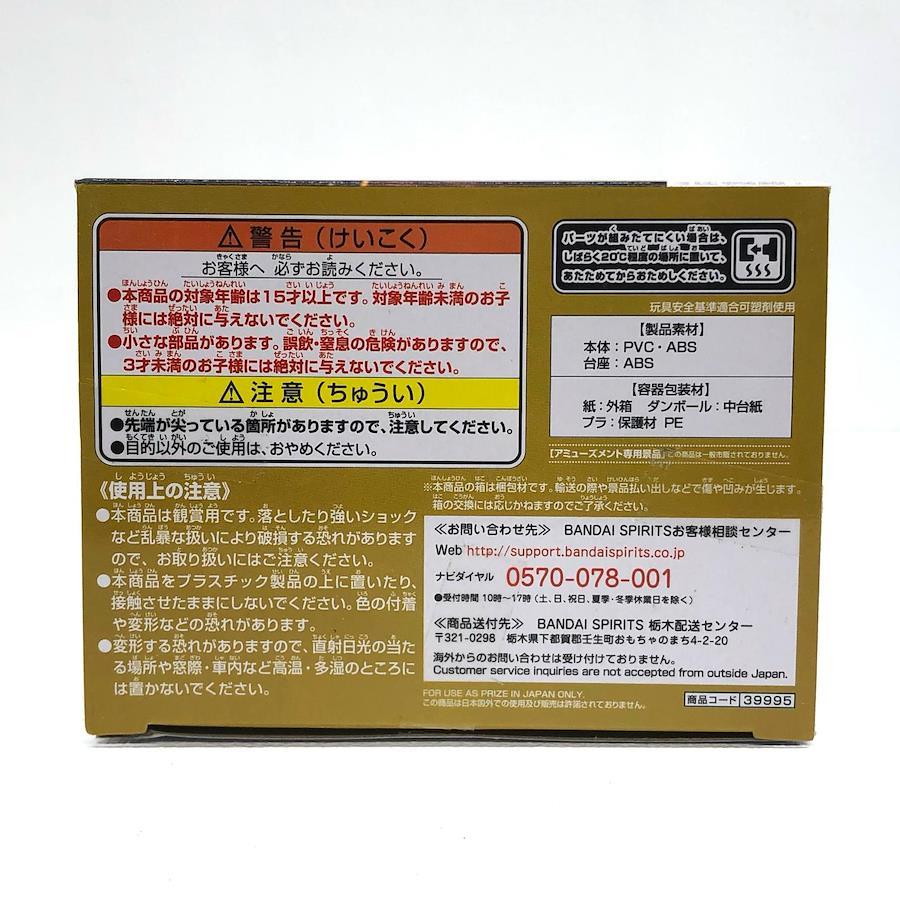 ⚠警告(けいこく)
お客様へ 必ずお読みください。
●本商品の対象年齢は15才以上です。対象年齢未満のお子
様には絶対に与えないでください。
●小さな部品があります。誤飲・窒息の危険がありますので、
3才未満のお子様には絶対に与えないでください。
⚠注意(ちゅうい)
●先端が尖っている箇所がありますので、注意してください。
●目的以外のご使用は、おやめください。
《使用上の注意》
●本商品は観賞用です。落としたり強いショック
など乱暴な扱いにより破損する恐れがあります
ので、お取り扱いにはご注意ください。
●本商品をプラスチック製品の上に置いたり、
接触させたままにしないでください。色の付着
や変形などの恐れがあります。
●変形する恐れがありますので、直射日光の当た
る場所や窓際・車内など高温・多湿のところに
は置かないでください。
パーツが組みたてにくい場合は、
しばらく20℃程度の場所に置いて、
あたためてからおためしください。
玩具安全基準適合可塑剤使用
【製品素材】
本体：PVC・ABS
台座：ABS
【容器包装材】
紙：外箱 ダンボール：中台紙
プラ：保護材 PE
【アミューズメント専用景品】この商品は一般市販されておりません。
※本商品の箱は梱包材です。輸送の際や景品払い出しなどで傷や凹みが生じます。
箱の交換には応じかねますのでご了承ください。
≪お問い合わせ先≫ BANDAI SPIRITSお客様相談センター
Web http://support.bandaispirits.co.jp
ナビダイヤル 0570-078-001
●受付時間 10時～17時（土、日、祝日、夏季・冬季休業日を除く）
≪商品送付先≫ BANDAI SPIRITS 栃木配送センター
〒321-0298 栃木県下都賀郡壬生町おもちゃのまち4-2-20
海外からのお問い合わせは受け付けておりません。
Customer service inquiries are not accepted from outside Japan.
FOR USE AS PRIZE IN JAPAN ONLY.
この商品は日本国外での使用及び販売は許諾されておりません。
商品コード 39995